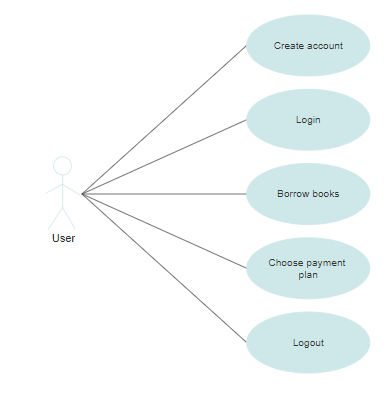 Create account
Login
Borrow books
Choose payment
plan
Logout
User